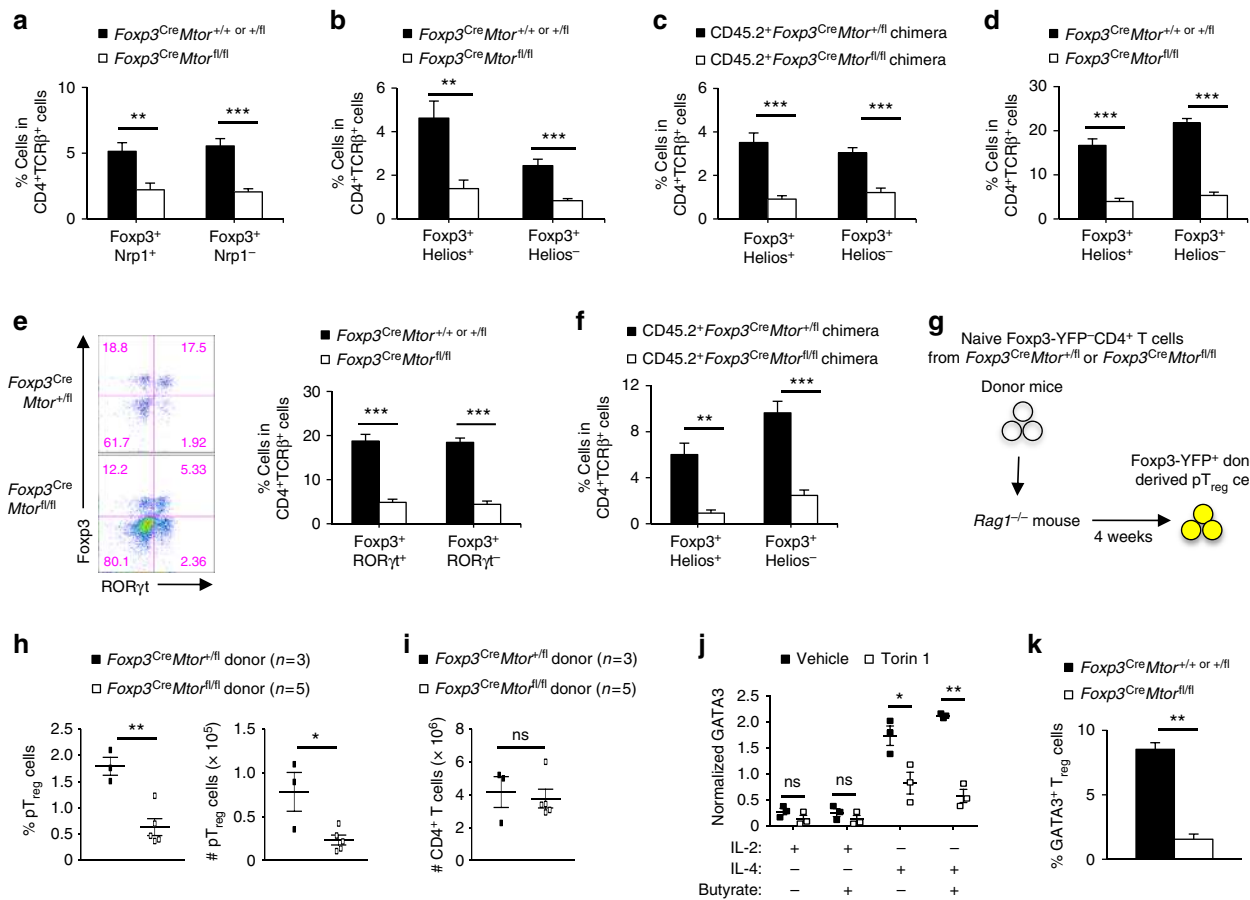 a
Foxp3CreMtor+/+ or +/fl
Foxp3CreMtorfl/fl
% Cells in
CD4+TCRβ+ cells
10
5
0
**
***
Foxp3+
Nrp1+
Foxp3+
Nrp1–
b
Foxp3CreMtor+/+ or +/fl
Foxp3CreMtorfl/fl
% Cells in
CD4+TCRβ+ cells
6
4
2
0
**
***
Foxp3+
Helios+
Foxp3+
Helios–
c
CD45.2+Foxp3CreMtor+/fl chimera
CD45.2+Foxp3CreMtorfl/fl chimera
% Cells in
CD4+TCRβ+ cells
6
4
2
0
***
***
Foxp3+
Helios+
Foxp3+
Helios–
d
Foxp3CreMtor+/+ or +/fl
Foxp3CreMtorfl/fl
% Cells in
CD4+TCRβ+ cells
30
20
10
0
***
***
Foxp3+
Helios+
Foxp3+
Helios–
e
Foxp3Cre
Mtor+/fl
18.8 17.5
61.7 1.92
Foxp3Cre
Mtorfl/fl
12.2 5.33
80.1 2.36
Foxp3
RORγt
Foxp3CreMtor+/+ or +/fl
Foxp3CreMtorfl/fl
% Cells in
CD4+TCRβ+ cells
30
20
10
0
***
***
Foxp3+
RORγt+
Foxp3+
RORγt–
f
CD45.2+Foxp3CreMtor+/fl chimera
CD45.2+Foxp3CreMtorfl/fl chimera
% Cells in
CD4+TCRβ+ cells
12
8
4
0
**
***
Foxp3+
Helios+
Foxp3+
Helios–
g
Naive Foxp3-YFP–CD4+ T cells
from Foxp3CreMtor+/fl or Foxp3CreMtorfl/fl
Donor mice
Rag1–/– mouse
4 weeks
Foxp3-YFP+ don
derived pTreg ce
h
Foxp3CreMtor+/fl donor (n=3)
Foxp3CreMtorfl/fl donor (n=5)
% pTreg cells
2.5
2.0
1.5
1.0
0.5
0
**
# pTreg cells (× 10⁵)
1.5
1.0
0.5
0
*
i
Foxp3CreMtor+/fl donor (n=3)
Foxp3CreMtorfl/fl donor (n=5)
# CD4+ T cells (× 10⁶)
8
6
4
2
0
ns
j
Vehicle Torin 1
Normalized GATA3
2.5
2.0
1.5
1.0
0.5
0
ns
ns
*
**
IL-2: + + – –
IL-4: – – + +
Butyrate: – + – +
k
Foxp3CreMtor+/+ or +/fl
Foxp3CreMtorfl/fl
% GATA3+ Treg cells
10
5
0
**